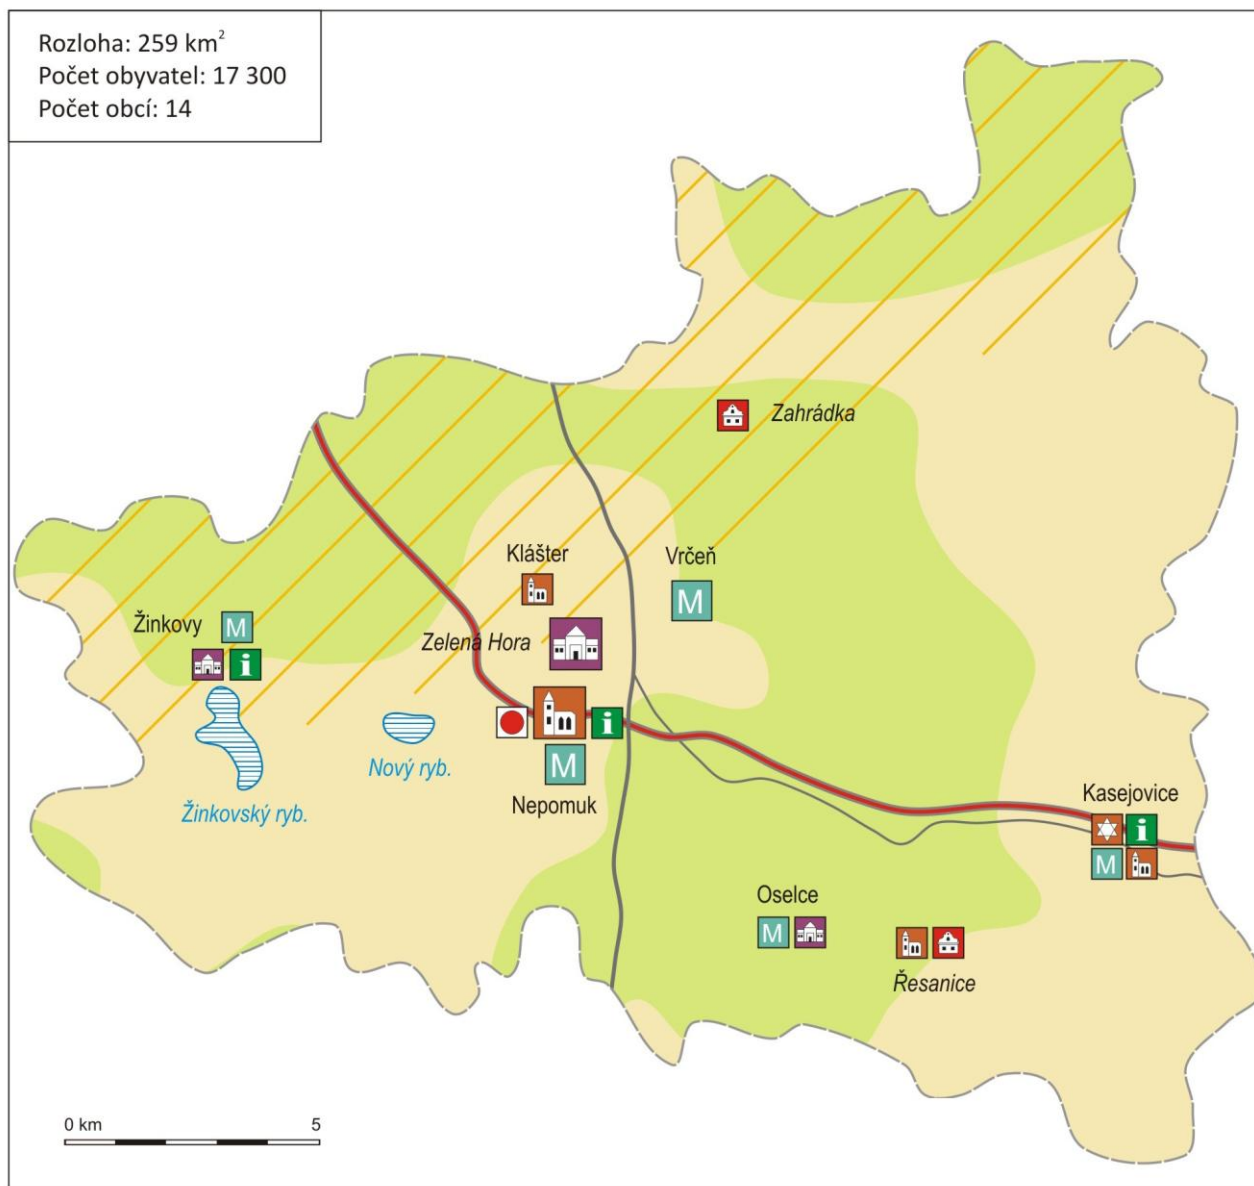 Rozloha: 259 km²
Počet obyvatel: 17 300
Počet obcí: 14
Zahrádka
Klášter
Vrčeň
M
Žinkovy
M
Zelená Hora
i
i
M
Nový ryb.
Žinkovský ryb.
Nepomuk
Kasejovice
i
M
Oselce
M
Řesanice
0 km 5